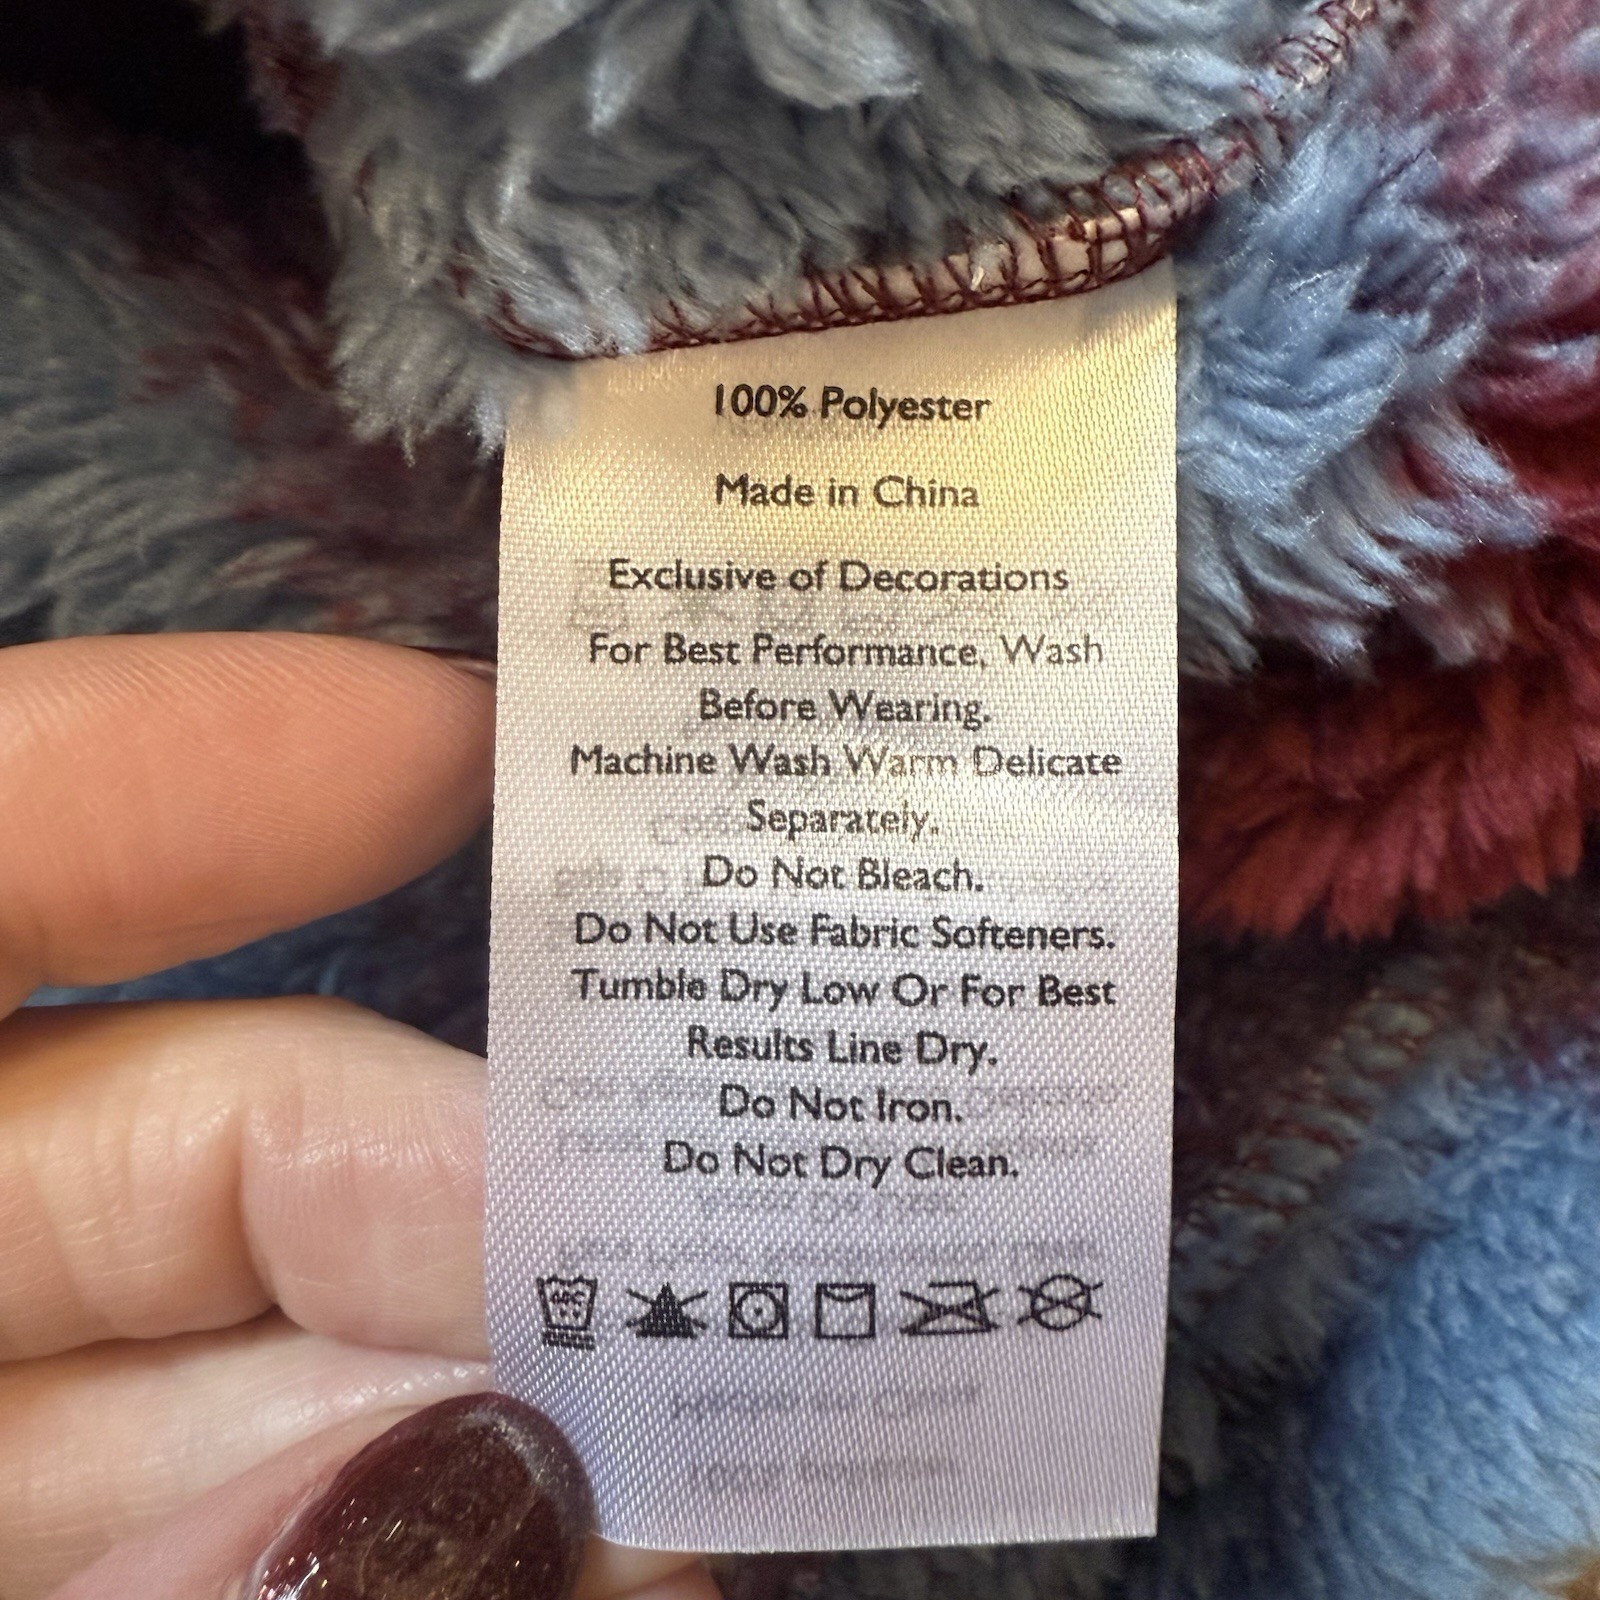 100% Polyester
Made in China
Exclusive of Decorations
For Best Performance, Wash
Before Wearing.
Machine Wash Warm Delicate
Separately.
Do Not Bleach.
Do Not Use Fabric Softeners.
Tumble Dry Low Or For Best
Results Line Dry.
Do Not Iron.
Do Not Dry Clean.